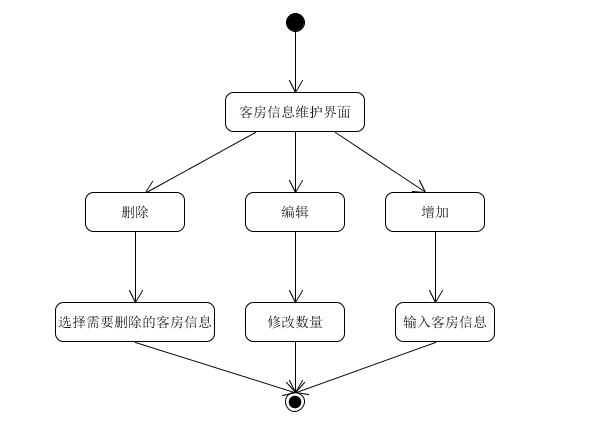 客房信息维护界面
删除
编辑
增加
选择需要删除的客房信息
修改数量
输入客房信息